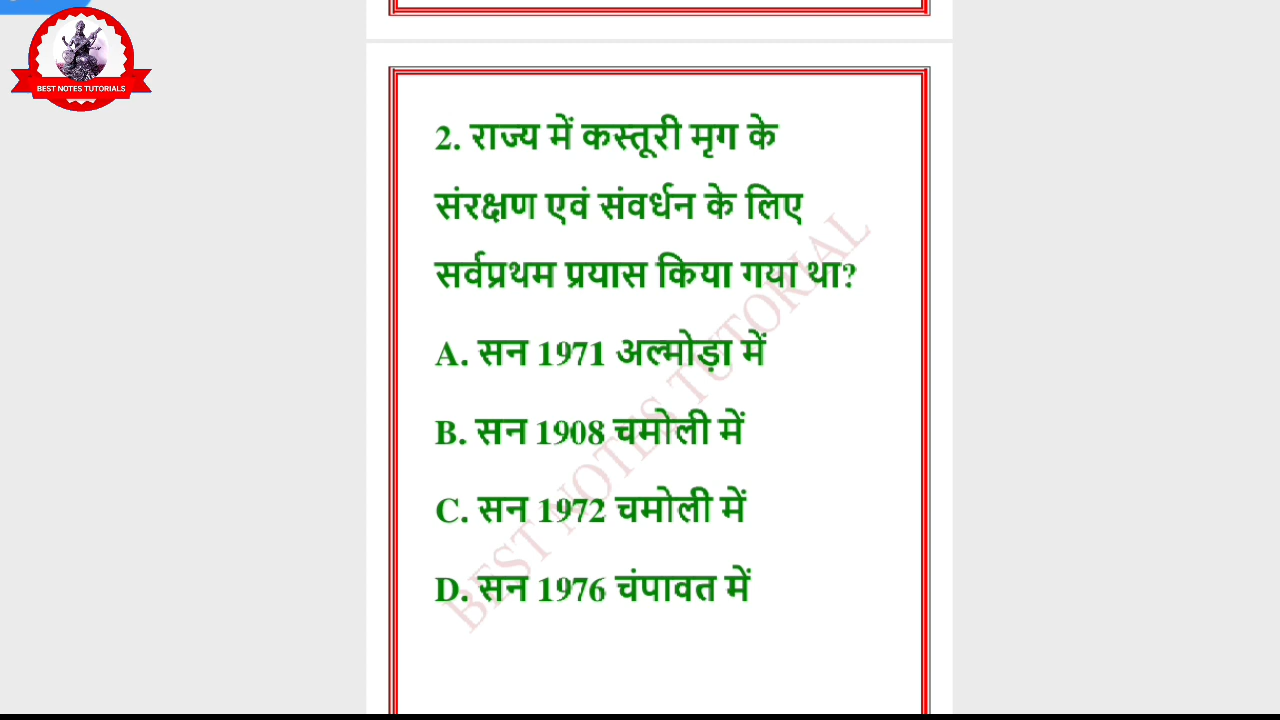 BEST NOTES TUTORIALS
2. राज्य में कस्तूरी मृग के
संरक्षण एवं संवर्धन के लिए
सर्वप्रथम प्रयास किया गया था?
A. सन 1971 अल्मोड़ा में
B. सन 1908 चमोली में
C. सन 1972 चमोली में
D. सन 1976 चंपावत में
BEST NOTES TUTORIAL